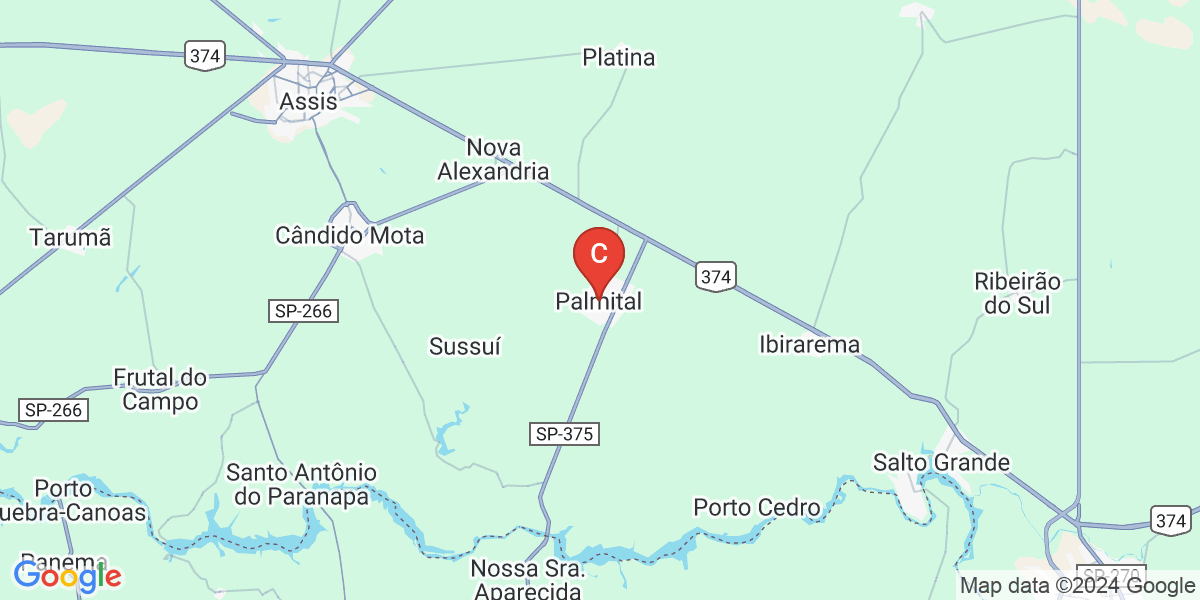 374
Platina
Assis
Nova
Alexandria
Tarumã
Cândido Mota
C
374
Palmital
Ribeirão
do Sul
SP-266
Sussuí
Ibirarema
Frutal do
Campo
SP-266
SP-375
Santo Antônio
do Paranapa
Salto Grande
Porto
uebra-Canoas
Porto Cedro
374
Panema
Google
Nossa Sra.
Aparecida
SP-270
Map data ©2024 Google